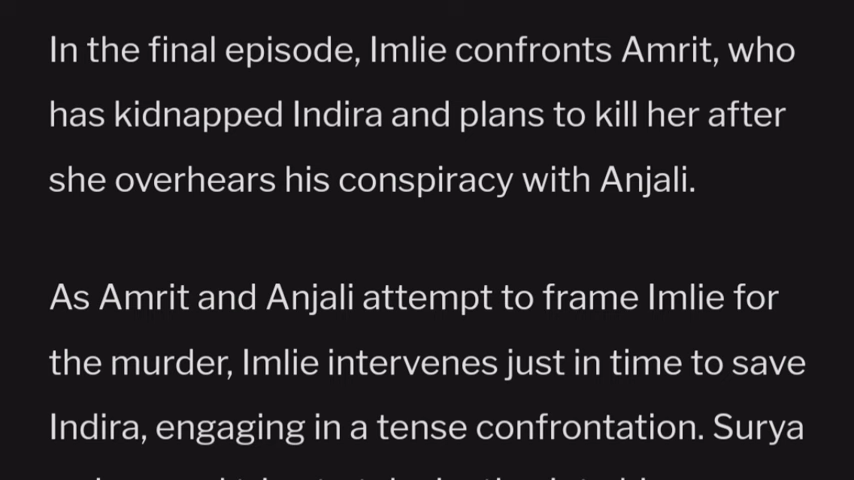 In the final episode, Imlie confronts Amrit, who
has kidnapped Indira and plans to kill her after
she overhears his conspiracy with Anjali.
As Amrit and Anjali attempt to frame Imlie for
the murder, Imlie intervenes just in time to save
Indira, engaging in a tense confrontation. Surya